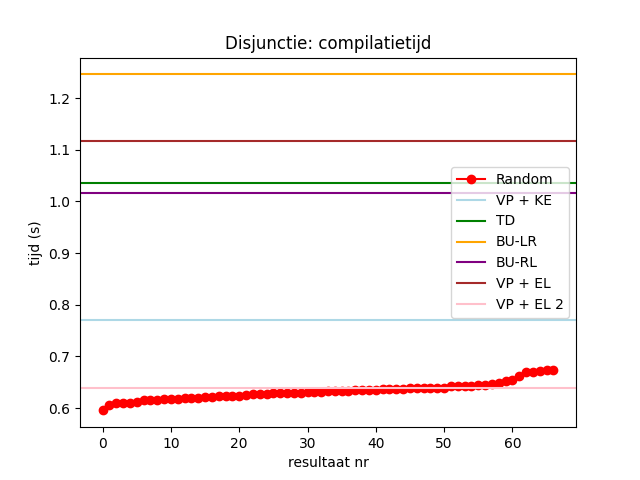 Disjunctie: compilatietijd
tijd (s)
1.2
1.1
1.0
0.9
0.8
0.7
0.6
Random
VP + KE
TD
BU-LR
BU-RL
VP + EL
VP + EL 2
0 10 20 30 40 50 60
resultaat nr